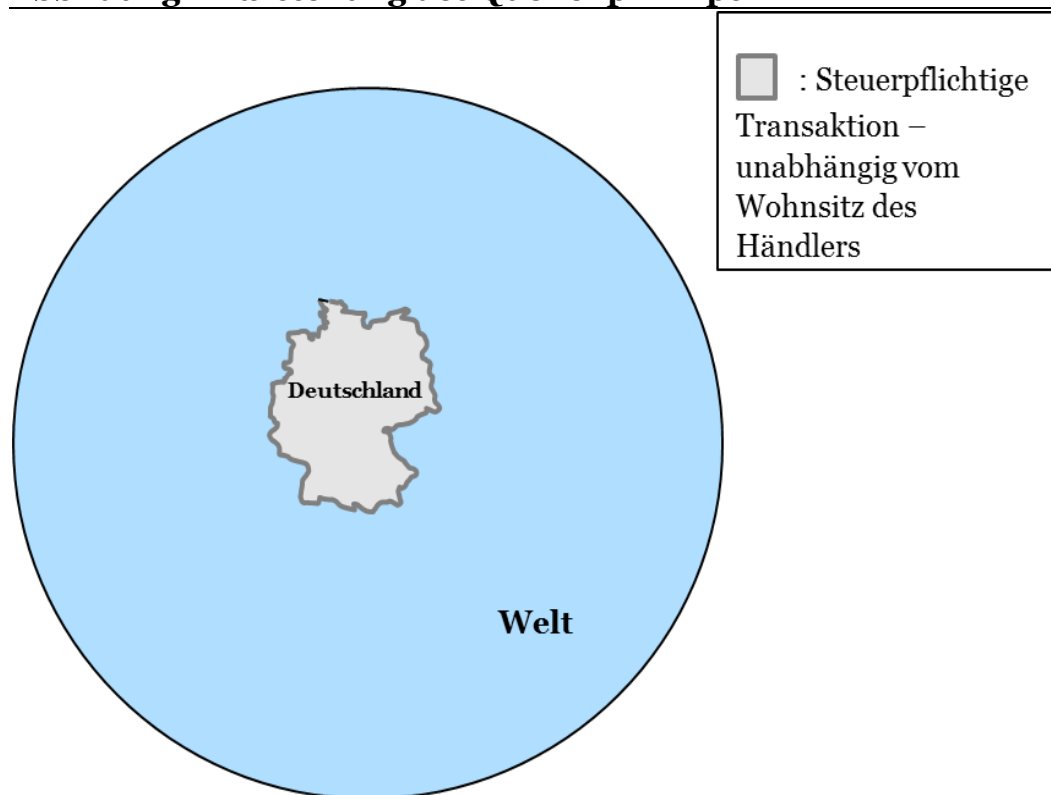 : Steuerpflichtige
Transaktion –
unabhängig vom
Wohnsitz des
Händlers
Deutschland
Welt